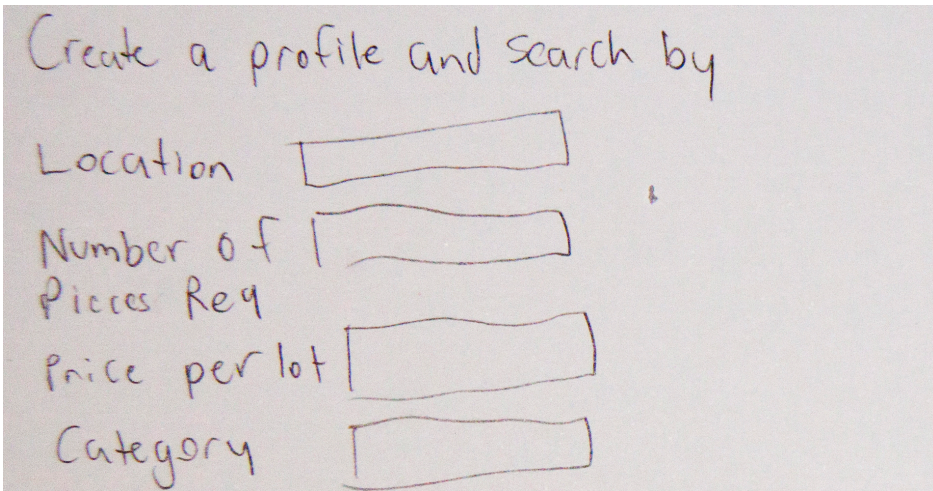 Create a profile and search by
Location
Number of
Pieces Req
Price per lot
Category